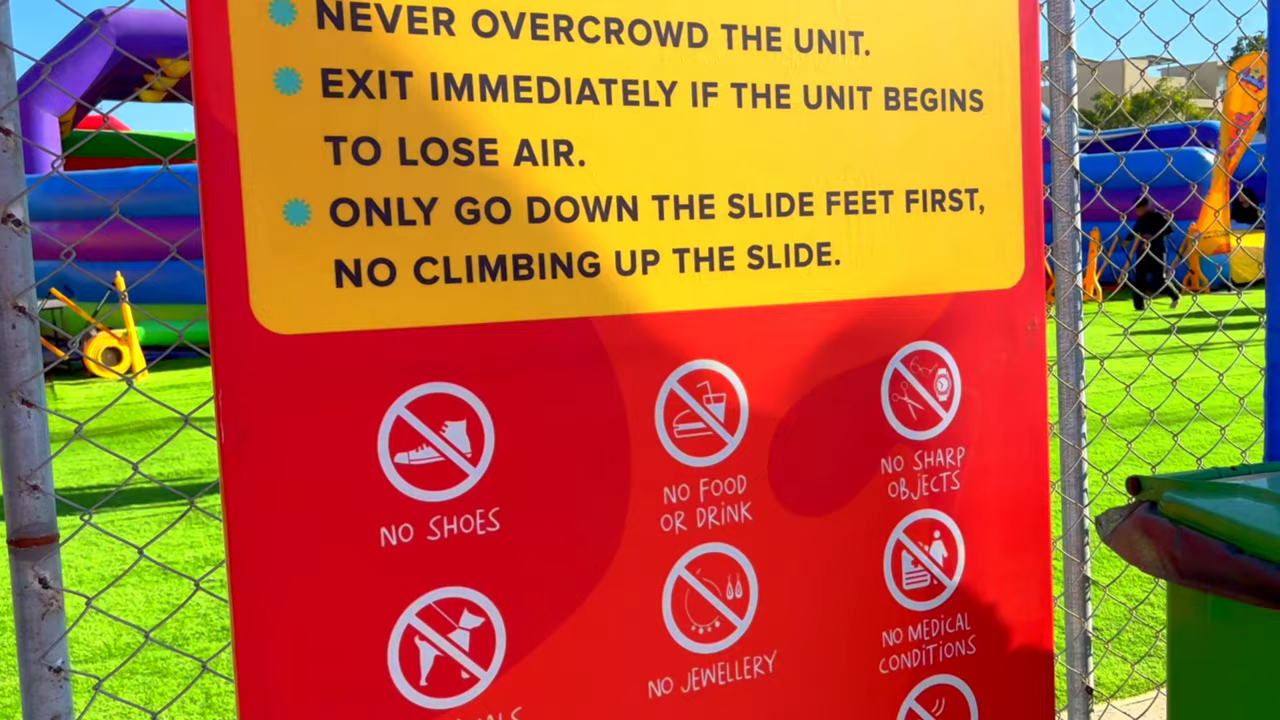 NEVER OVERCROWD THE UNIT.
EXIT IMMEDIATELY IF THE UNIT BEGINS
TO LOSE AIR.
ONLY GO DOWN THE SLIDE FEET FIRST,
NO CLIMBING UP THE SLIDE.
NO SHOES
NO FOOD
OR DRINK
NO SHARP
OBJECTS
NO JEWELLERY
NO MEDICAL
CONDITIONS